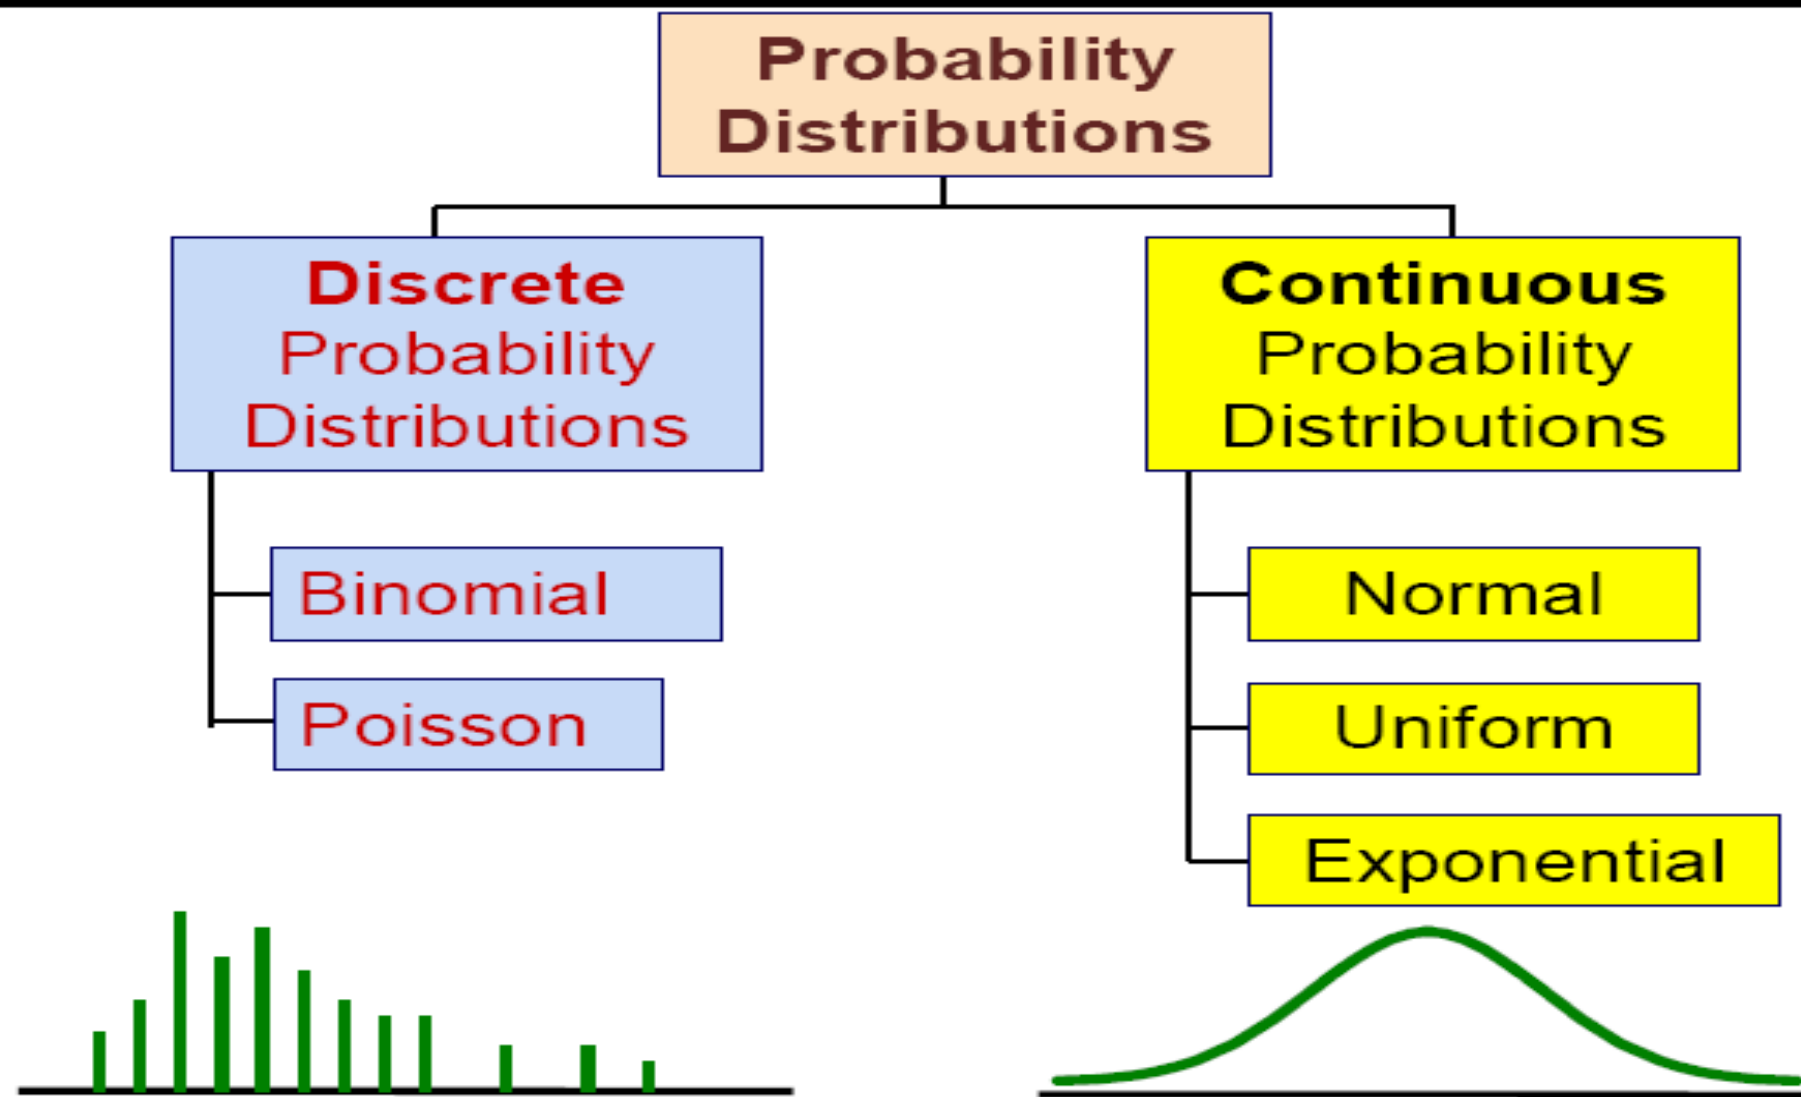 Probability
Distributions
Discrete
Probability
Distributions
Binomial
Poisson
Continuous
Probability
Distributions
Normal
Uniform
Exponential